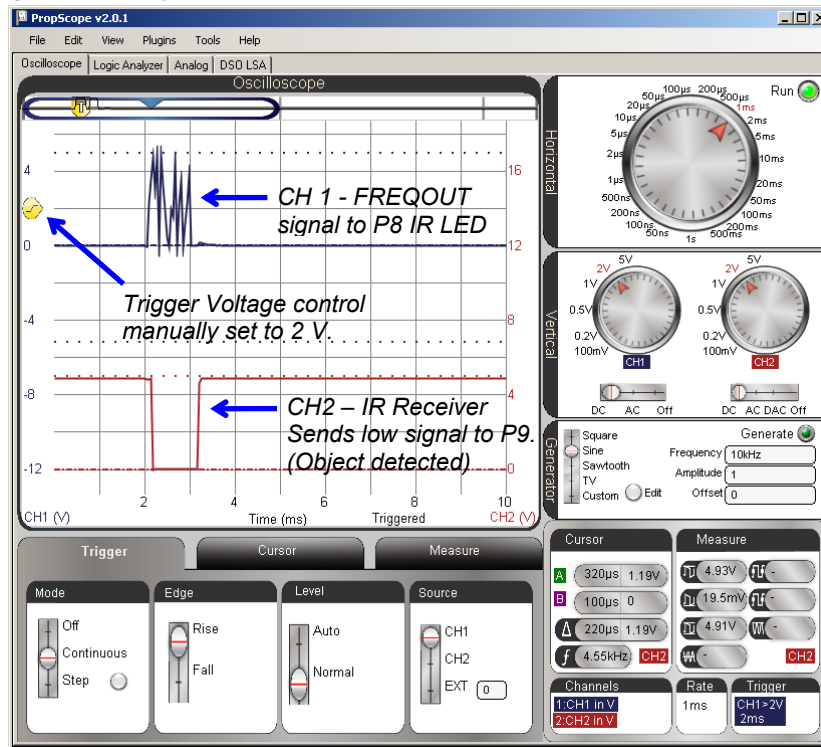 PropScope v2.0.1
File Edit View Plugins Tools Help
Oscilloscope Logic Analyzer Analog DSO LSA
Oscilloscope
T
4
0
-4
-8
-12
16
12
8
4
0
CH 1 - FREQOUT
signal to P8 IR LED
Trigger Voltage control
manually set to 2 V.
CH2 – IR Receiver
Sends low signal to P9.
(Object detected)
2 4 6 8 10
CH1 (V) Time (ms) Triggered CH2 (V)
Horizontal
Run
1µs
2µs
5µs
10µs
20µs
50µs
100µs
200µs
500µs
1ms
2ms
5ms
10ms
20ms
50ms
100ms
200ms
500ms
1s
50ns
100ns
200ns
500ns
Vertical
5V
2V
1V
0.5V
0.2V
100mV
CH1
DC AC Off
5V
2V
1V
0.5V
0.2V
100mV
CH2
DC AC DAC Off
Generator
Square
Sine
Sawtooth
TV
Custom Edit
Generate
Frequency 10kHz
Amplitude 1
Offset 0
Trigger Cursor Measure
Mode
Off
Continuous
Step
Edge
Rise
Fall
Level
Auto
Normal
Source
CH1
CH2
EXT 0
Cursor
A 320µs 1.19V
B 100µs 0
Δ 220µs 1.19V
f 4.55kHz CH2
Measure
4.93V -
19.5mV -
4.91V -
- CH2
Channels
1:CH1 in V
2:CH2 in V
Rate
1ms
Trigger
CH1>2V
2ms